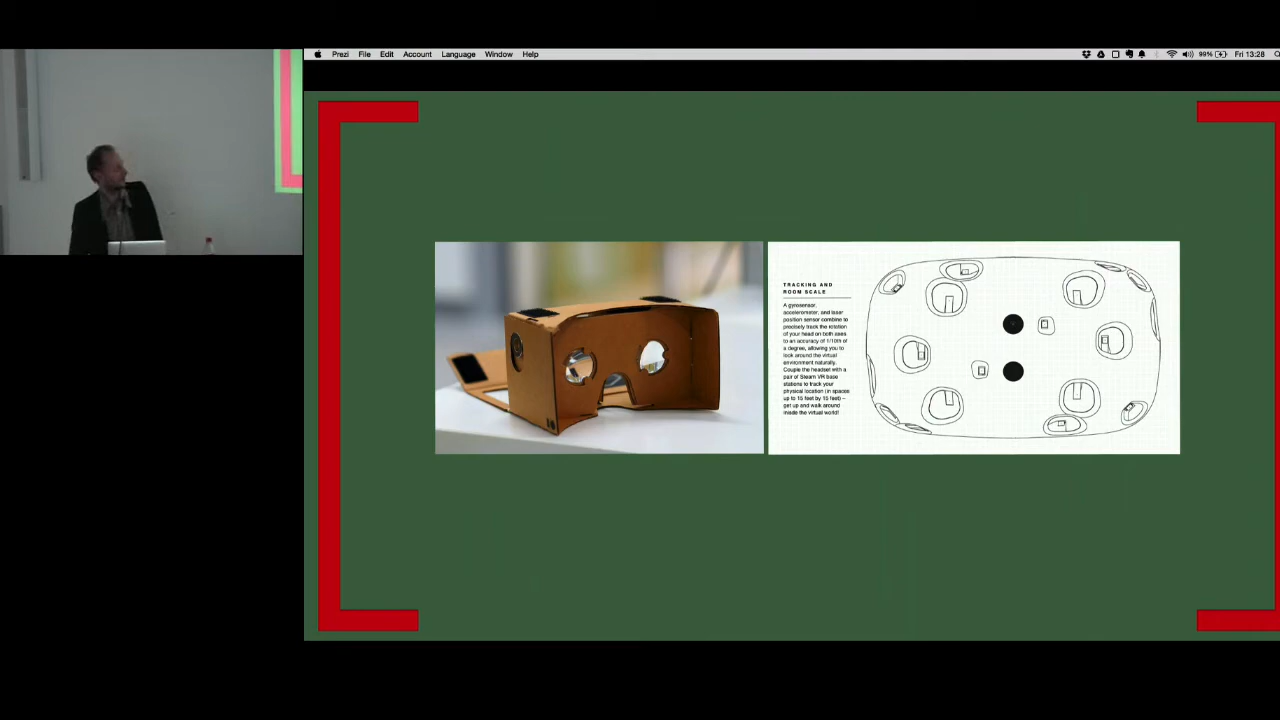 Prezi File Edit Account Language Window Help 99% Fri 13:28
TRACKING AND
ROOM SCALE
A gyrosensor,
accelerometer, and laser
position sensor combine to
precisely track the rotation
of your head on both axes
to an accuracy of 1/10th of
a degree, allowing you to
look around the virtual
environment naturally.
Couple the headset with a
pair of Steam VR base
stations to track your
physical location (in spaces
up to 15 feet by 15 feet) –
get up and walk around
inside the virtual world!